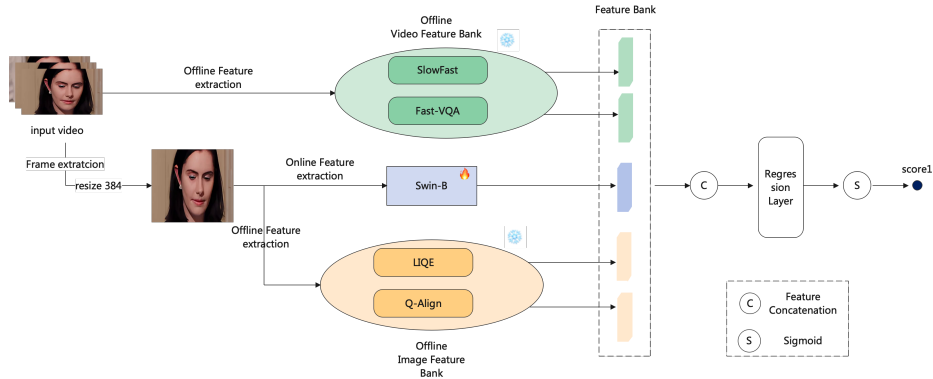 Offline
Video Feature Bank
Feature Bank
Offline Feature
extraction
SlowFast
Fast-VQA
input video
Frame extratcion
resize 384
Online Feature
extraction
Swin-B
Offline Feature
extraction
LIQE
Q-Align
Offline
Image Feature
Bank
C
Regres
sion
Layer
S
score1
C
Feature
Concatenation
S
Sigmoid